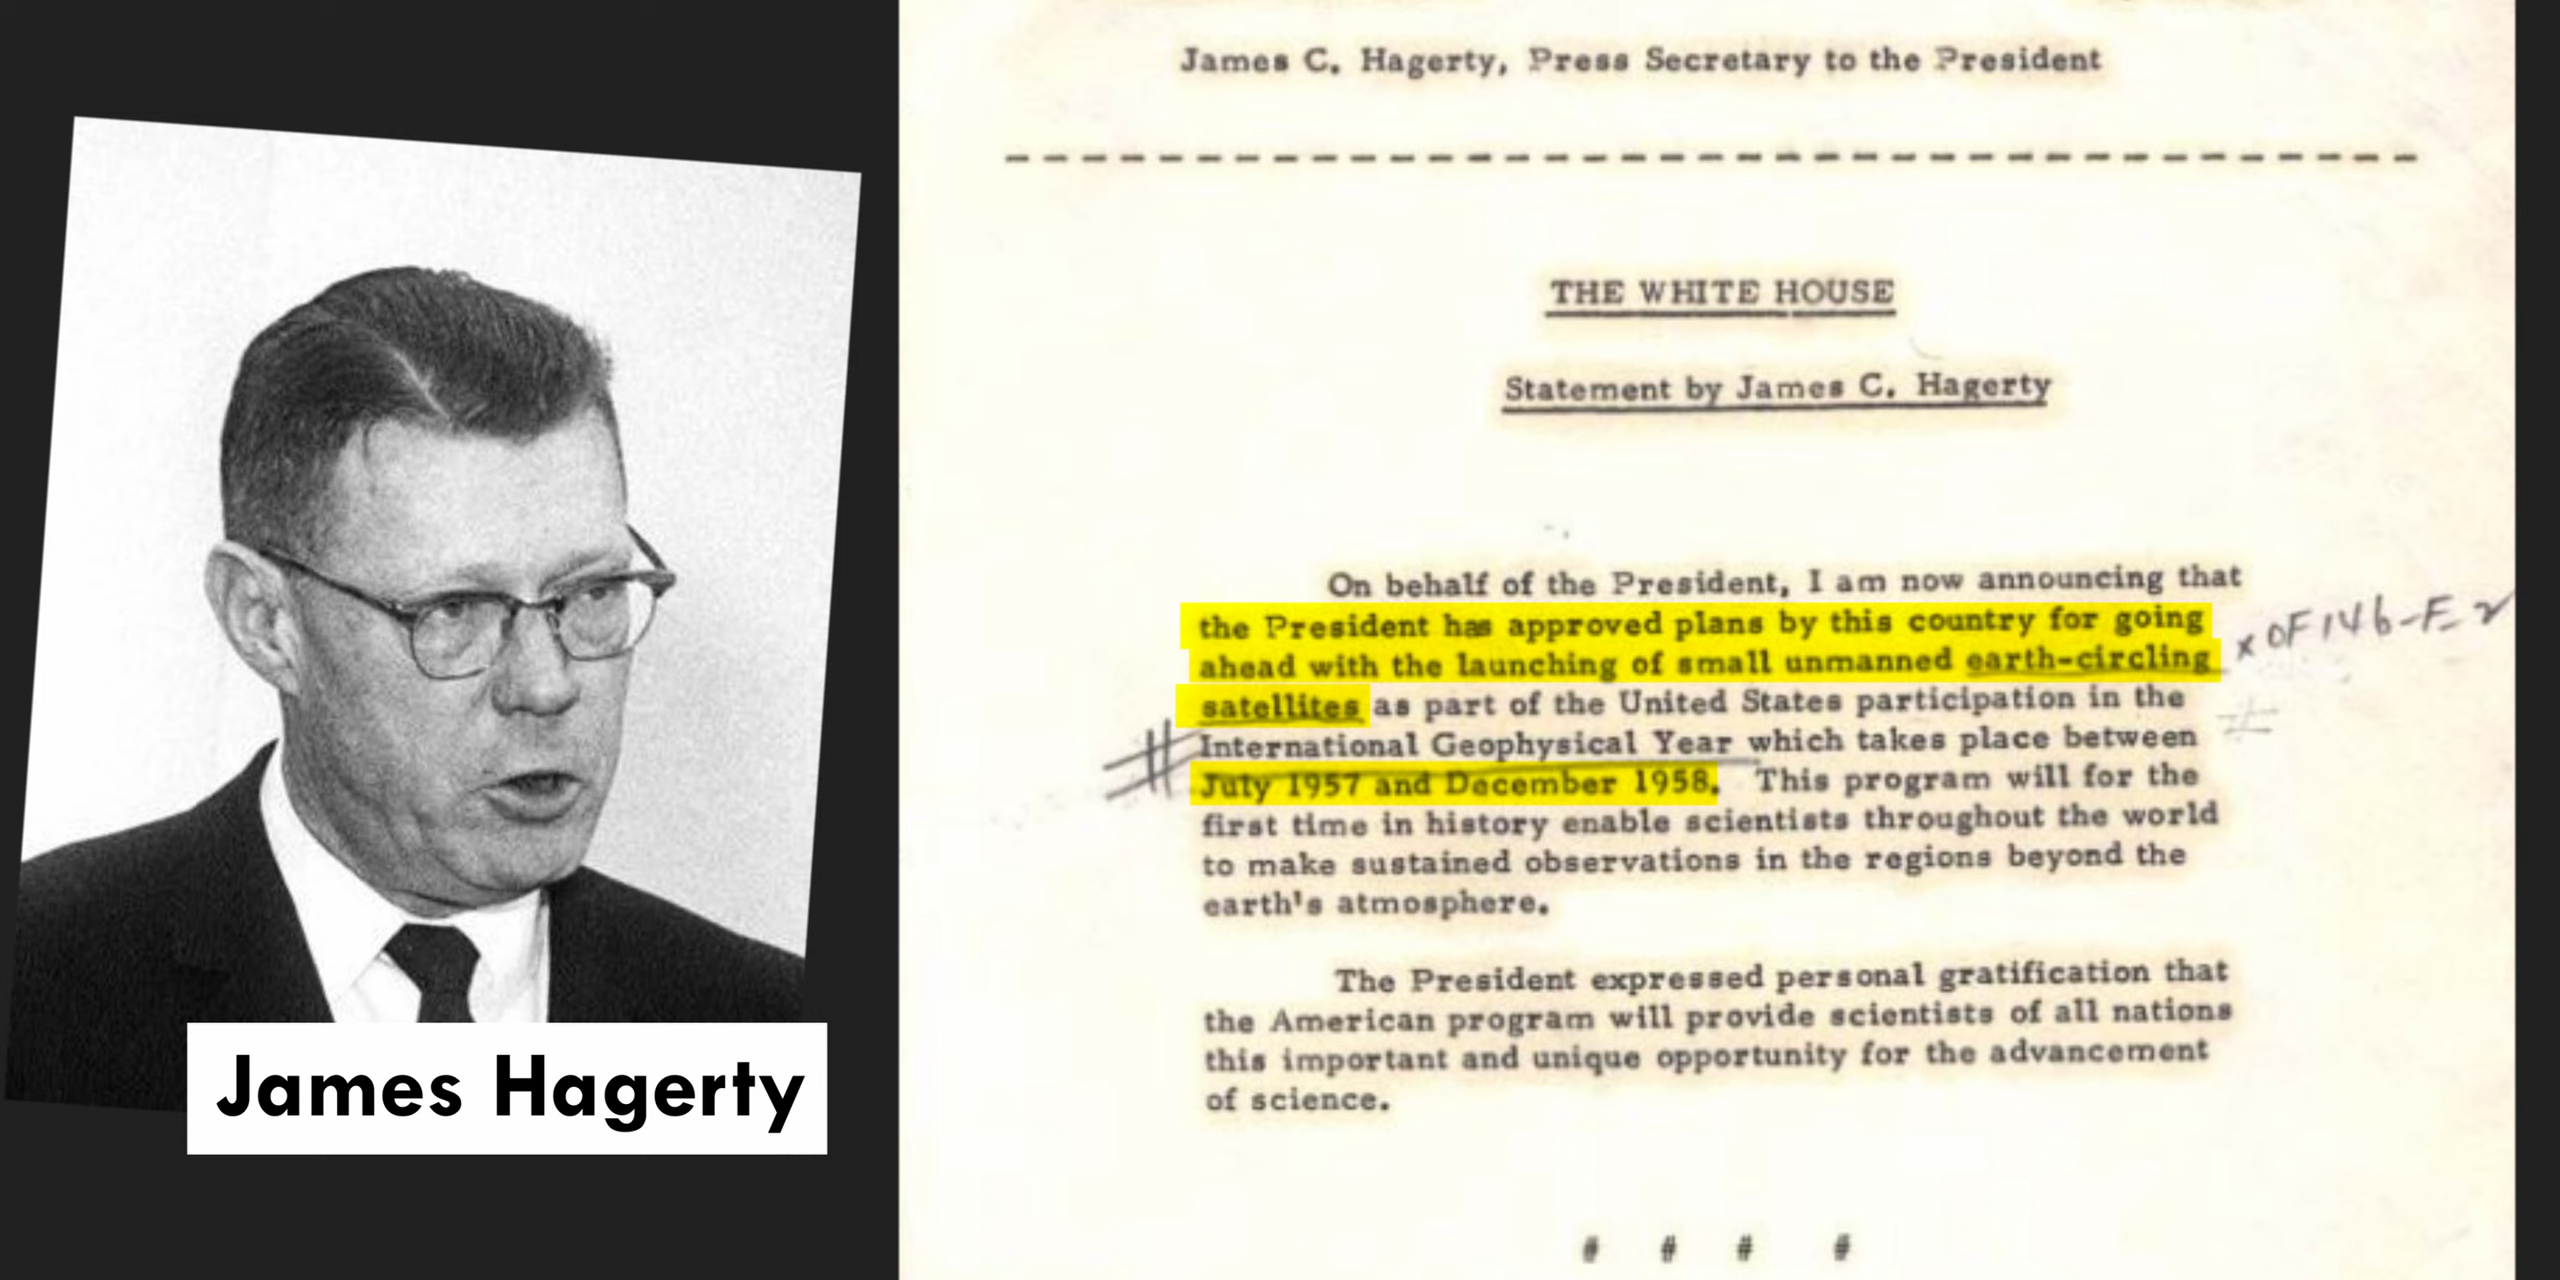 James Hagerty
James C. Hagerty, Press Secretary to the President
THE WHITE HOUSE
Statement by James C. Hagerty
On behalf of the President, I am now announcing that
the President has approved plans by this country for going
ahead with the launching of small unmanned earth-circling
satellites as part of the United States participation in the
International Geophysical Year which takes place between
July 1957 and December 1958. This program will for the
first time in history enable scientists throughout the world
to make sustained observations in the regions beyond the
earth's atmosphere.
x OF 146-E-2
#
#
The President expressed personal gratification that
the American program will provide scientists of all nations
this important and unique opportunity for the advancement
of science.
# # # #